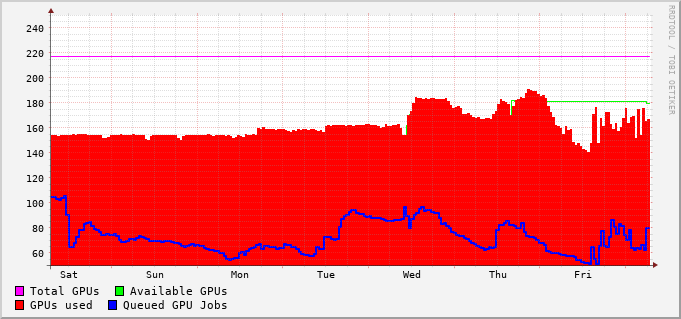 RRDTOOL / TOBI OETIKER
240
220
200
180
160
140
120
100
80
60
Sat Sun Mon Tue Wed Thu Fri
Total GPUs Available GPUs
GPUs used Queued GPU Jobs